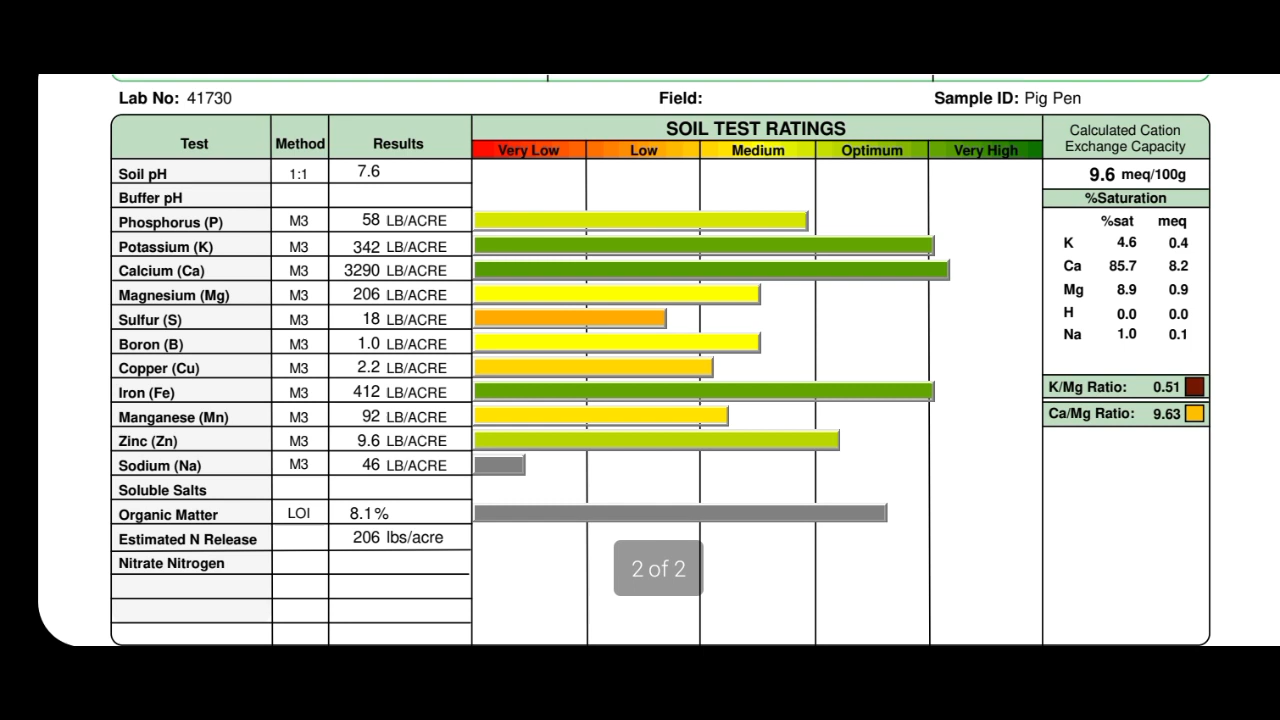 Lab No: 41730 Field: Sample ID: Pig Pen
SOIL TEST RATINGS
Test Method Results
Very Low Low Medium Optimum Very High
Calculated Cation
Exchange Capacity
Soil pH 1:1 7.6
9.6 meq/100g
Buffer pH
%Saturation
Phosphorus (P) M3 58 LB/ACRE
%sat meq
Potassium (K) M3 342 LB/ACRE
K 4.6 0.4
Calcium (Ca) M3 3290 LB/ACRE
Ca 85.7 8.2
Magnesium (Mg) M3 206 LB/ACRE
Mg 8.9 0.9
Sulfur (S) M3 18 LB/ACRE
H 0.0 0.0
Boron (B) M3 1.0 LB/ACRE
Na 1.0 0.1
Copper (Cu) M3 2.2 LB/ACRE
Iron (Fe) M3 412 LB/ACRE
K/Mg Ratio: 0.51
Manganese (Mn) M3 92 LB/ACRE
Ca/Mg Ratio: 9.63
Zinc (Zn) M3 9.6 LB/ACRE
Sodium (Na) M3 46 LB/ACRE
Soluble Salts
Organic Matter LOI 8.1%
Estimated N Release 206 lbs/acre
Nitrate Nitrogen
2 of 2